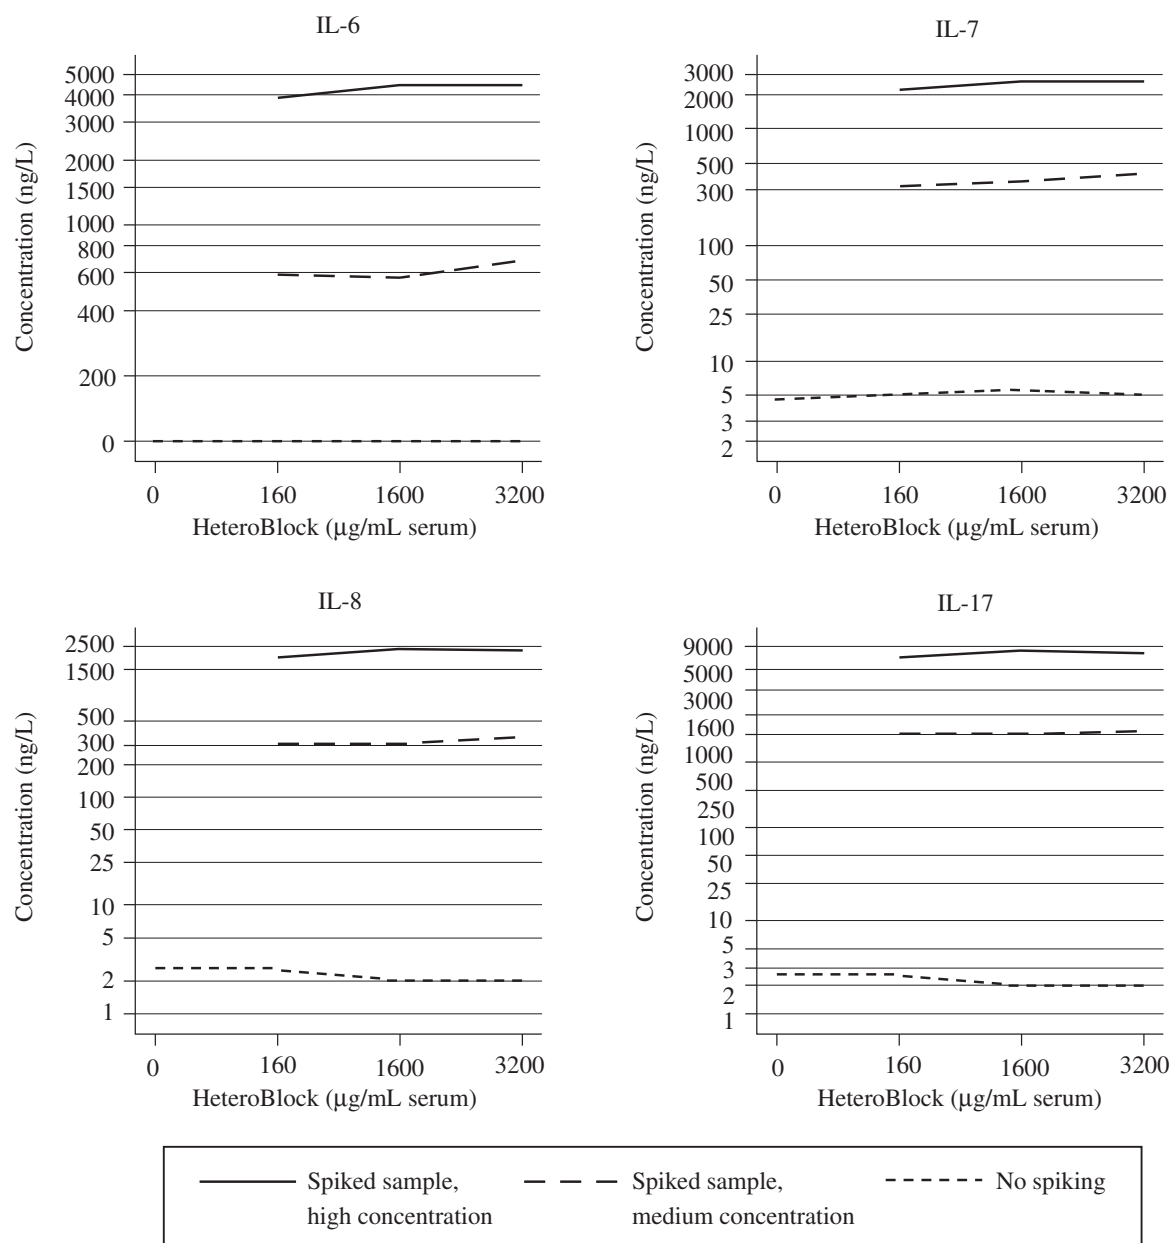 IL-6
5000
4000
3000
2000
1500
1000
800
600
400
200
0
Concentration (ng/L)
0 160 1600 3200
HeteroBlock (μg/mL serum)
IL-7
3000
2000
1000
500
300
100
50
25
10
5
3
2
Concentration (ng/L)
0 160 1600 3200
HeteroBlock (μg/mL serum)
IL-8
2500
1500
500
300
200
100
50
25
10
5
2
1
Concentration (ng/L)
0 160 1600 3200
HeteroBlock (μg/mL serum)
IL-17
9000
5000
3000
1600
1000
500
250
100
50
25
10
5
3
2
1
Concentration (ng/L)
0 160 1600 3200
HeteroBlock (μg/mL serum)
Spiked sample,
high concentration
Spiked sample,
medium concentration
No spiking